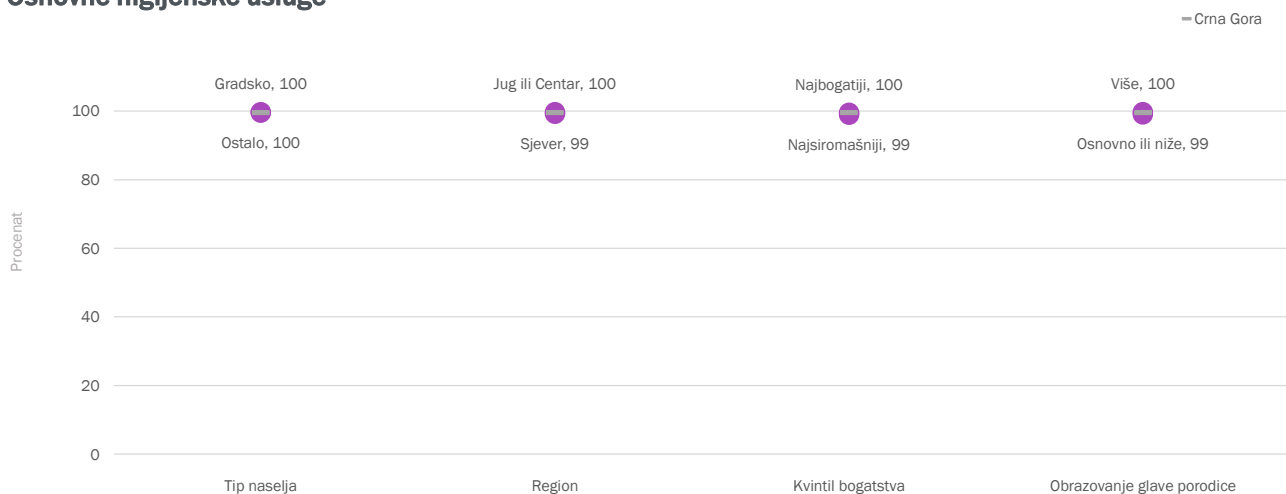 Osnovne higijenske usluge
Crna Gora
Gradsko, 100
Jug ili Centar, 100
Najbogatiji, 100
Više, 100
100
Ostalo, 100
Sjever, 99
Najsiromašniji, 99
Osnovno ili niže, 99
80
60
Procenat
40
20
0
Tip naselja
Region
Kvintil bogatstva
Obrazovanje glave porodice